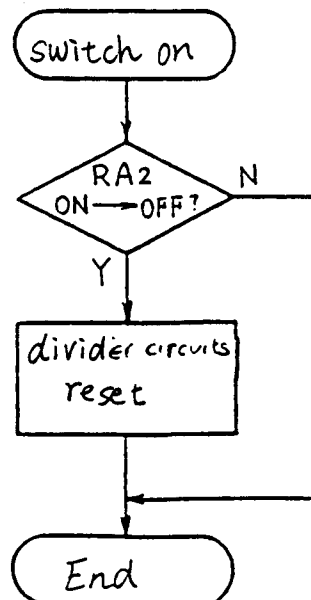 switch on
RA2
ON → OFF?
N
Y
divider circuits
reset
End